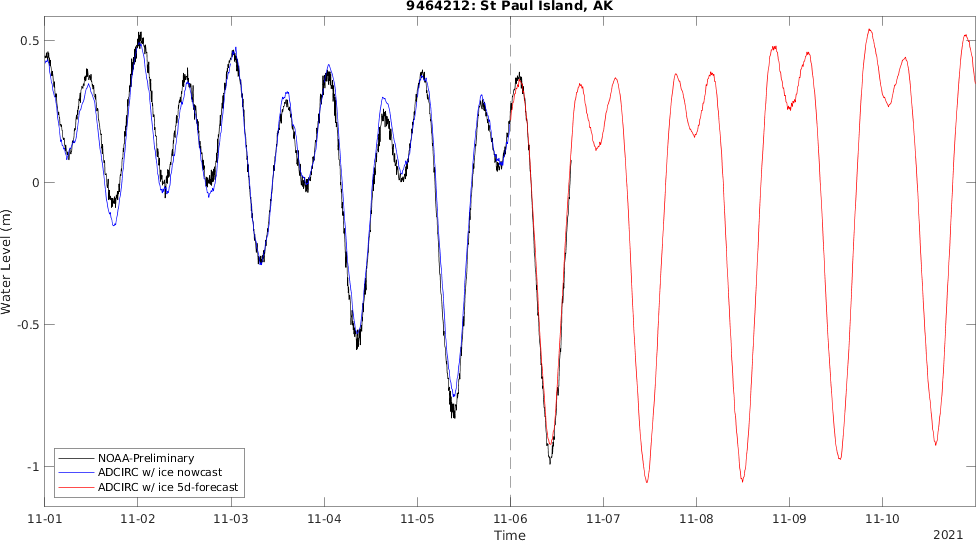 9464212: St Paul Island, AK
Water Level (m)
0.5
0
-0.5
-1
NOAA-Preliminary
ADCIRC w/ ice nowcast
ADCIRC w/ ice 5d-forecast
11-01 11-02 11-03 11-04 11-05 11-06 11-07 11-08 11-09 11-10
Time
2021